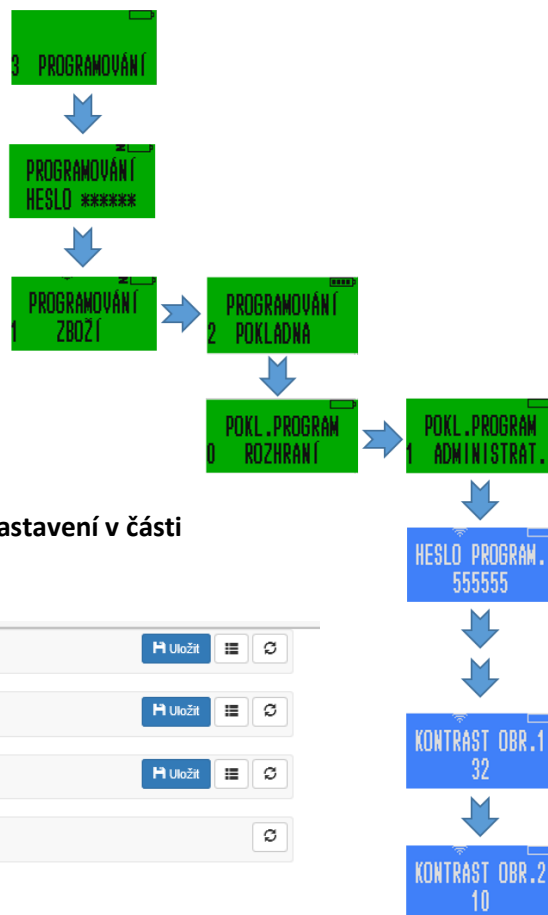 3 PROGRAMOVÁNÍ
N
PROGRAMOVÁNÍ
HESLO ******
N
PROGRAMOVÁNÍ
1 ZBOŽÍ
PROGRAMOVÁNÍ
2 POKLADNA
POKL.PROGRAM
0 ROZHRANÍ
POKL.PROGRAM
1 ADMINISTRAT.
astavení v části
HESLO PROGRAM.
555555
Uložit
Uložit
Uložit
KONTRAST OBR.1
32
KONTRAST OBR.2
10